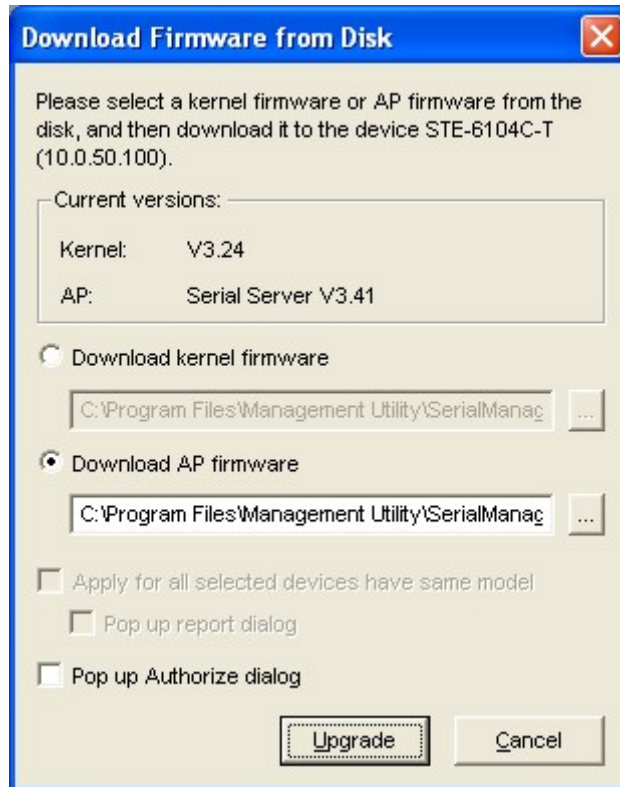 Download Firmware from Disk
Please select a kernel firmware or AP firmware from the
disk, and then download it to the device STE-6104C-T
(10.0.50.100).
Current versions:
Kernel: V3.24
AP: Serial Server V3.41
Download kernel firmware
C:\Program Files\Management Utility\SerialManag
...
Download AP firmware
C:\Program Files\Management Utility\SerialManag
...
Apply for all selected devices have same model
Pop up report dialog
Pop up Authorize dialog
Upgrade Cancel